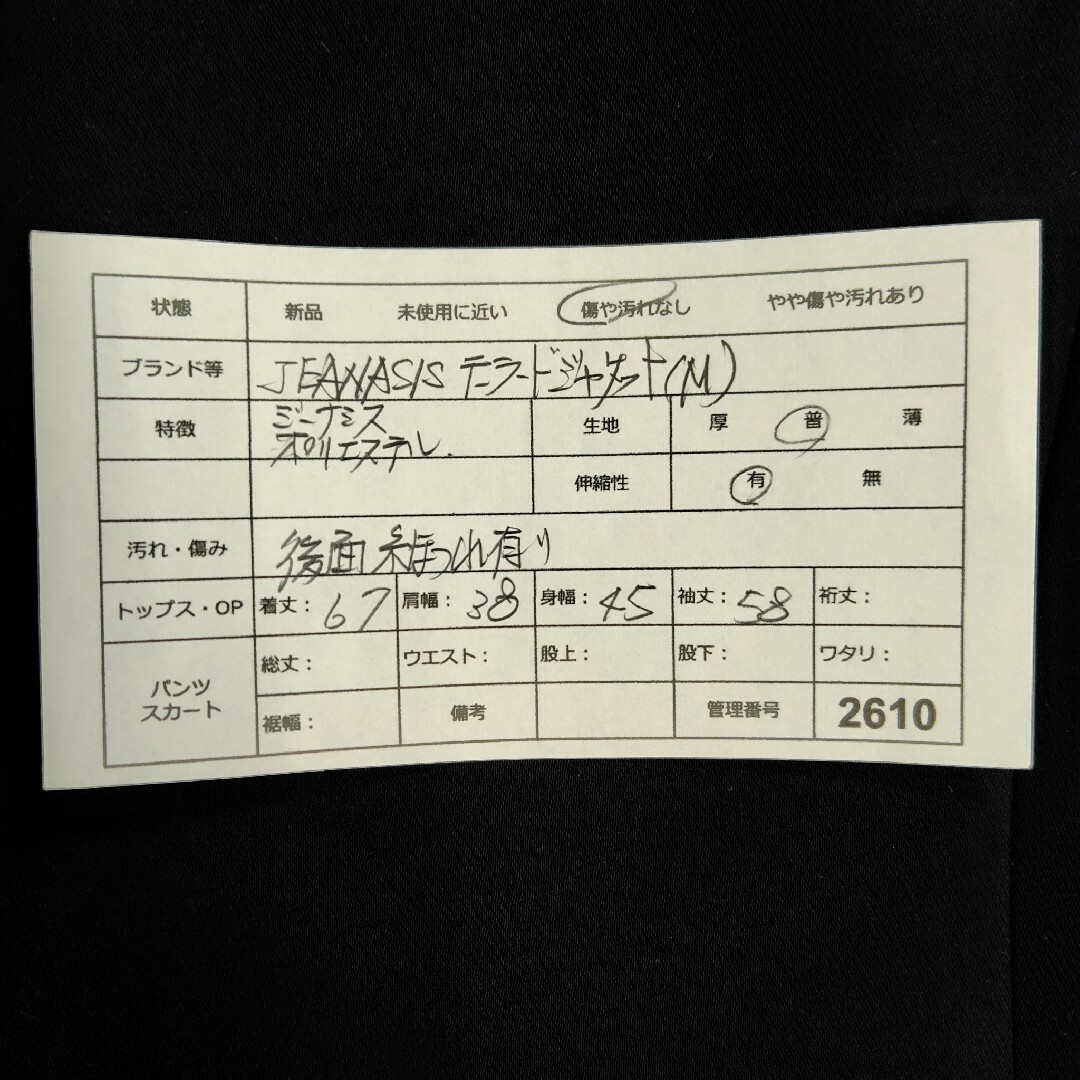 状態 新品 未使用に近い 傷や汚れなし やや傷や汚れあり
ブランド等 JEANASIS テーラードジャケット(M)
特徴 ジーナシス 生地 厚 普 薄
ポリエステル. 伸縮性 有 無
汚れ・傷み 後面 糸ほつれ有り
トップス・OP 着丈: 67 肩幅: 38 身幅: 45 袖丈: 58 裄丈:
パンツ スカート 総丈: ウエスト: 股上: 股下: ワタリ:
裾幅: 備考 管理番号 2610